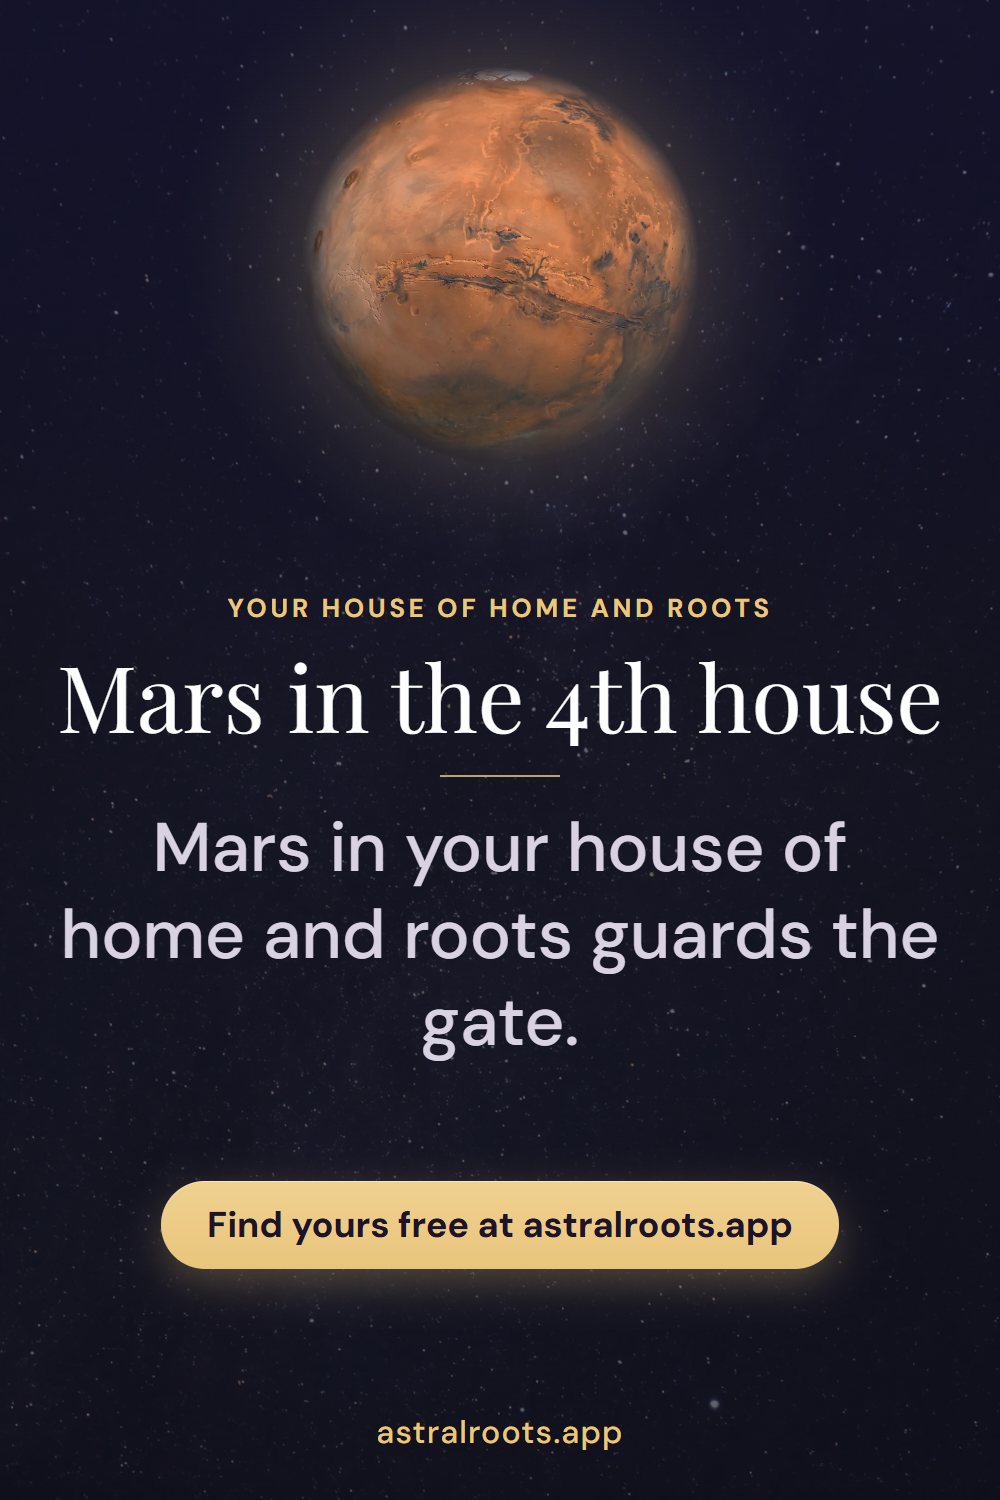 YOUR HOUSE OF HOME AND ROOTS
Mars in the 4th house
Mars in your house of
home and roots guards the
gate.
Find yours free at astralroots.app
astralroots.app